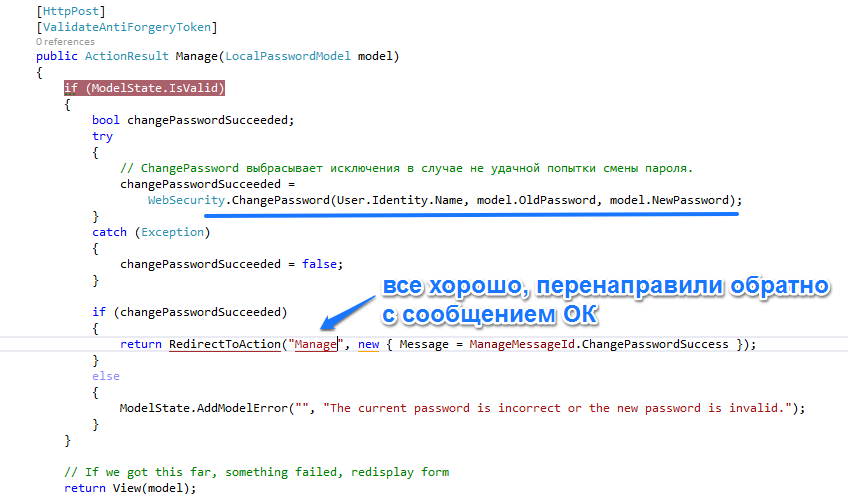 [HttpPost]
[ValidateAntiForgeryToken]
0 references
public ActionResult Manage(LocalPasswordModel model)
{
    if (ModelState.IsValid)
    {
        bool changePasswordSucceeded;
        try
        {
            // ChangePassword выбрасывает исключения в случае не удачной попытки смены пароля.
            changePasswordSucceeded =
                WebSecurity.ChangePassword(User.Identity.Name, model.OldPassword, model.NewPassword);
        }
        catch (Exception)
        {
            changePasswordSucceeded = false;
        }
все хорошо, перенаправили обратно
с сообщением ОК
        if (changePasswordSucceeded)
        {
            return RedirectToAction("Manage", new { Message = ManageMessageId.ChangePasswordSuccess });
        }
        else
        {
            ModelState.AddModelError("", "The current password is incorrect or the new password is invalid.");
        }
    }
    // If we got this far, something failed, redisplay form
    return View(model);